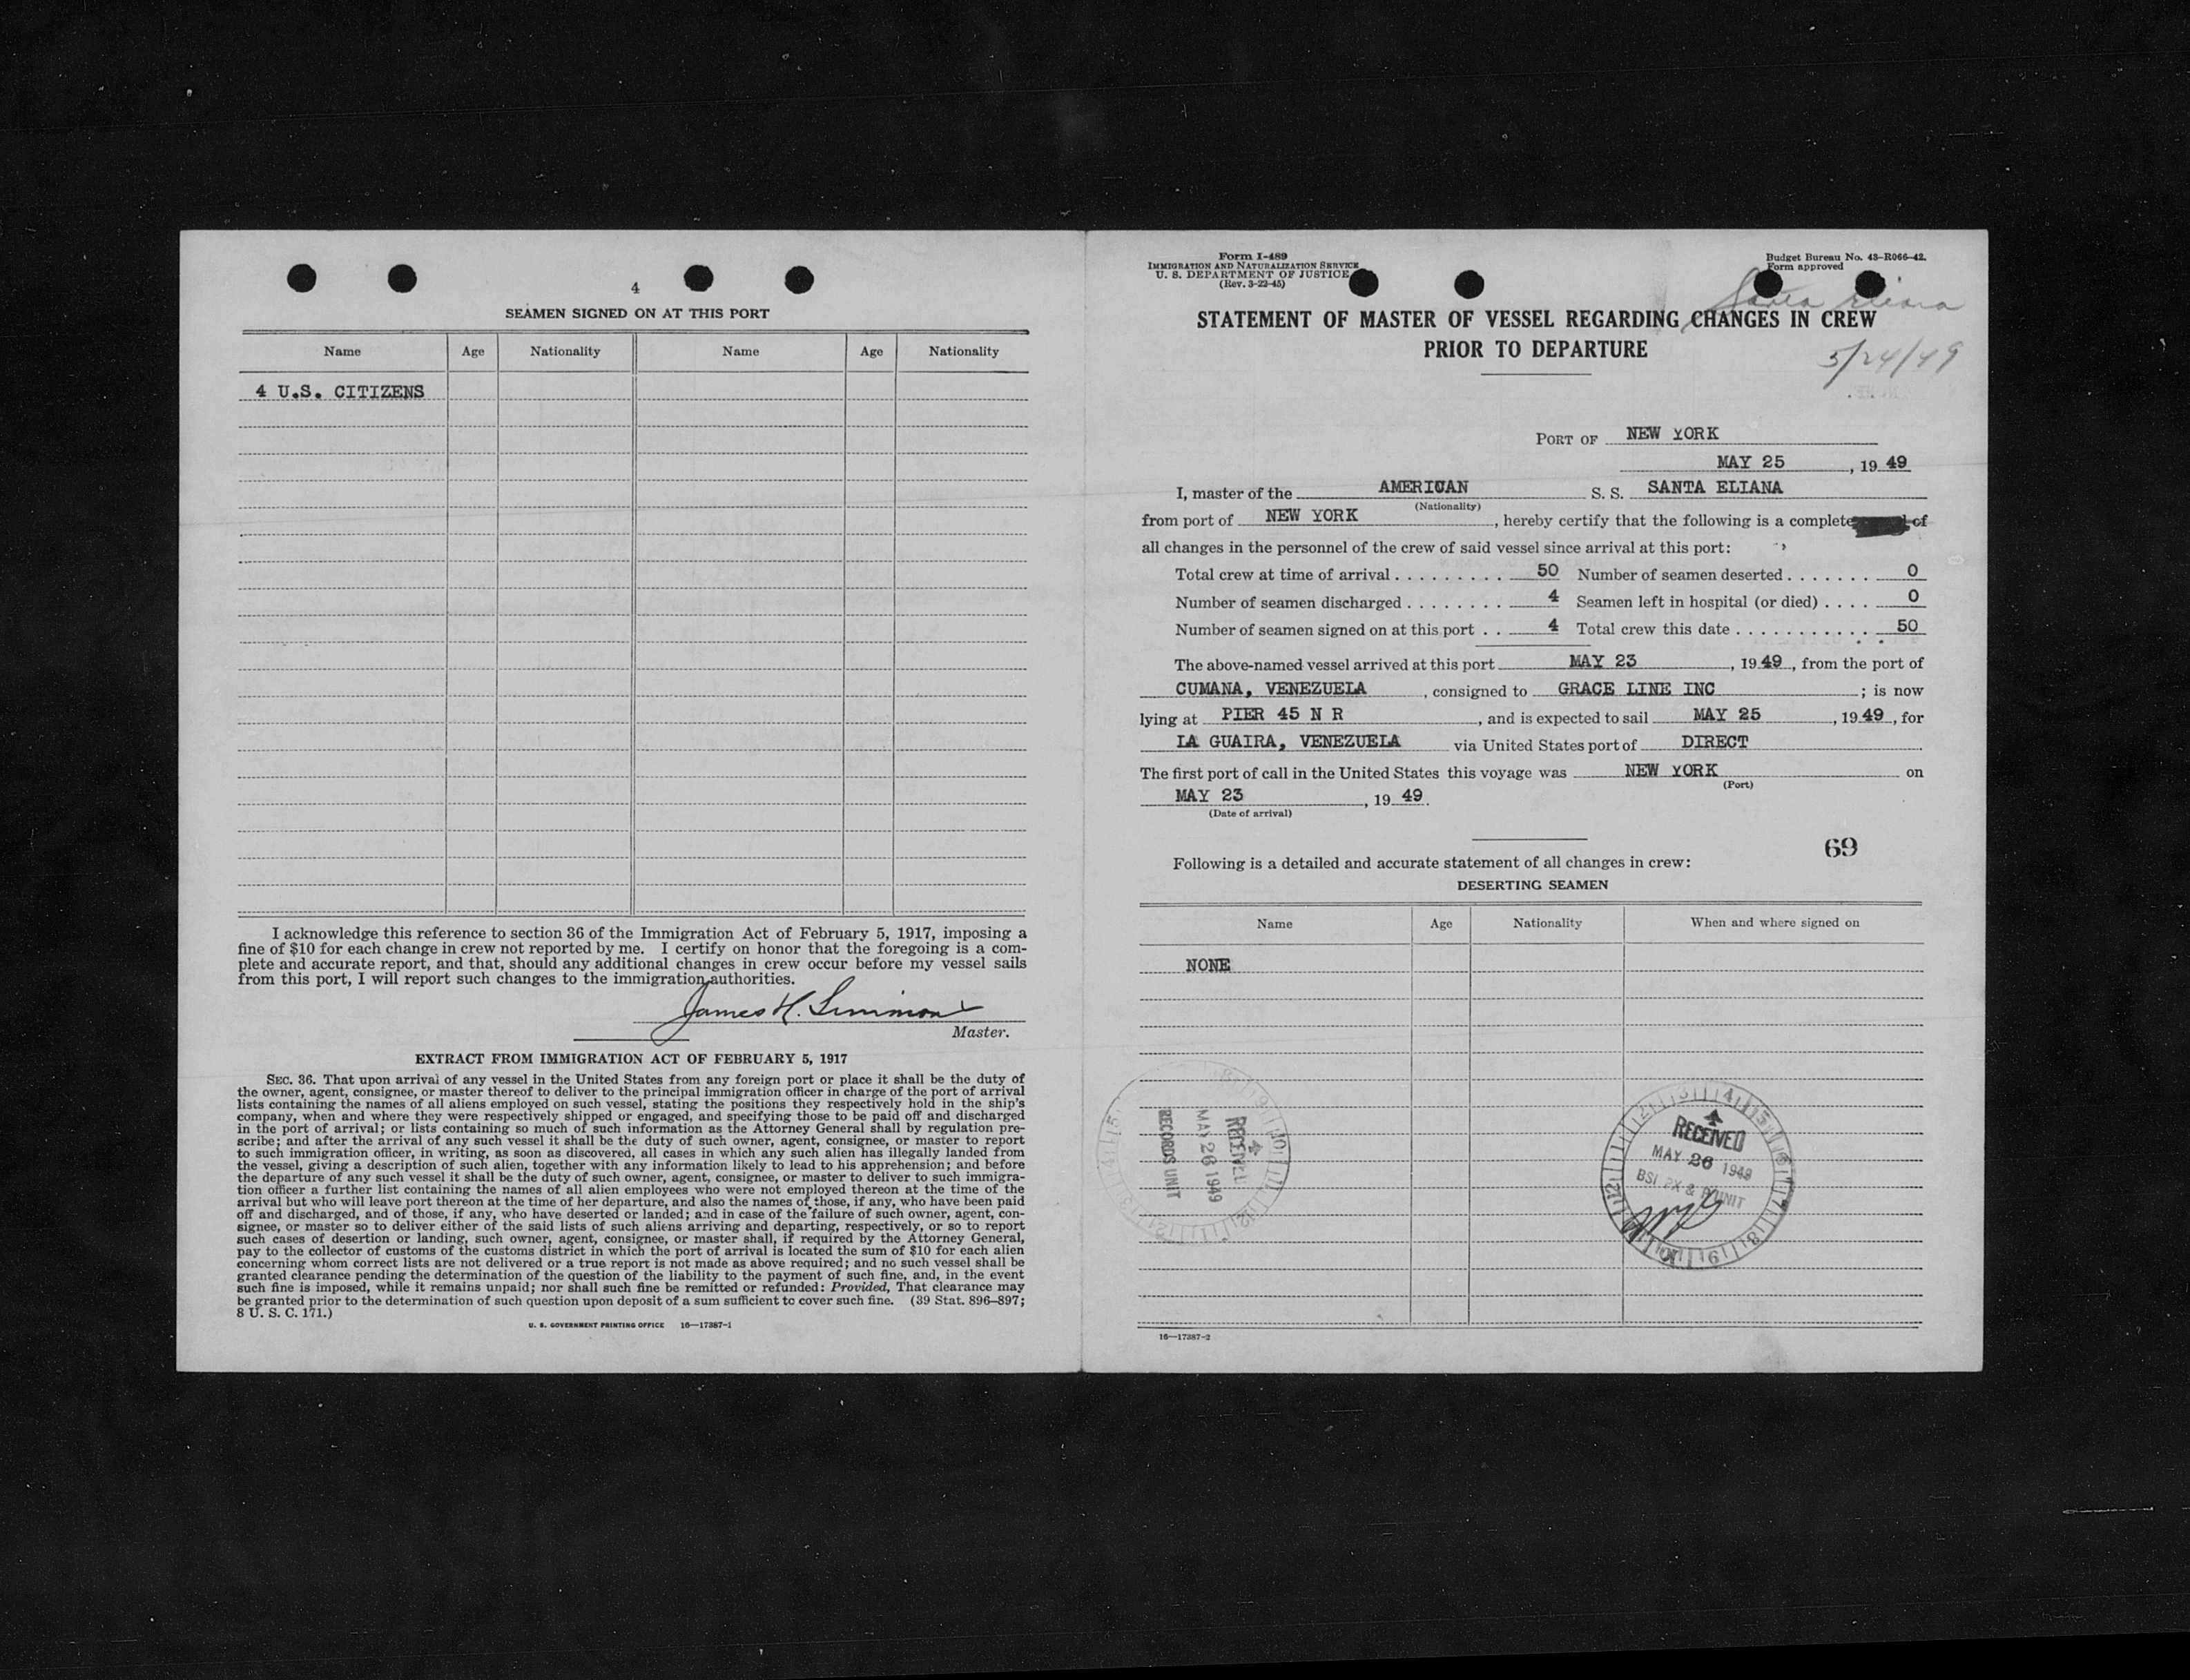 4
SEAMEN SIGNED ON AT THIS PORT
Name Age Nationality Name Age Nationality
4 U.S. CITIZENS
I acknowledge this reference to section 36 of the Immigration Act of February 5, 1917, imposing a
fine of $10 for each change in crew not reported by me. I certify on honor that the foregoing is a com-
plete and accurate report, and that, should any additional changes in crew occur before my vessel sails
from this port, I will report such changes to the immigration authorities.
James H.
Master.
EXTRACT FROM IMMIGRATION ACT OF FEBRUARY 5, 1917
SEC. 36. That upon arrival of any vessel in the United States from any foreign port or place it shall be the duty of
the owner, agent, consignee, or master thereof to deliver to the principal immigration officer in charge of the port of arrival
lists containing the names of all aliens employed on such vessel, stating the positions they respectively hold in the ship's
company, when and where they were respectively shipped or engaged, and specifying those to be paid off and discharged
in the port of arrival; or lists containing so much of such information as the Attorney General shall by regulation pre-
scribe; and after the arrival of any such vessel it shall be the duty of such owner, agent, consignee, or master to report
to such immigration officer, in writing, as soon as discovered, all cases in which any such alien has illegally landed from
the vessel, giving a description of such alien, together with any information likely to lead to his apprehension; and before
the departure of any such vessel it shall be the duty of such owner, agent, consignee, or master to deliver to such immigra-
tion officer a further list containing the names of all alien employees who were not employed thereon at the time of the
arrival but who will leave port thereon at the time of her departure, and also the names of those, if any, who have been paid
off and discharged, and of those, if any, who have deserted or landed; and in case of the failure of such owner, agent, con-
signee, or master so to deliver either of the said lists of such aliens arriving and departing, respectively, or so to report
such cases of desertion or landing, such owner, agent, consignee, or master shall, if required by the Attorney General,
pay to the collector of customs of the customs district in which the port of arrival is located the sum of $10 for each alien
concerning whom correct lists are not delivered or a true report is not made as above required; and no such vessel shall be
granted clearance pending the determination of the question of the liability to the payment of such fine, and, in the event
such fine is imposed, while it remains unpaid; nor shall such fine be remitted or refunded: Provided, That clearance may
be granted prior to the determination of such question upon deposit of a sum sufficient to cover such fine. (39 Stat. 896–897;
8 U. S. C. 171.)
U. S. GOVERNMENT PRINTING OFFICE 16—17387-1
Form I-489
IMMIGRATION AND NATURALIZATION SERVICE
U. S. DEPARTMENT OF JUSTICE
(Rev. 3-22-45)
Budget Bureau No. 43-R066-42.
Form approved
Santa Eliana
STATEMENT OF MASTER OF VESSEL REGARDING CHANGES IN CREW
PRIOR TO DEPARTURE
5/24/49
PORT OF NEW YORK
MAY 25, 19 49
I, master of the AMERICAN S. S. SANTA ELIANA
(Nationality)
from port of NEW YORK, hereby certify that the following is a complete of
all changes in the personnel of the crew of said vessel since arrival at this port:
Total crew at time of arrival 50 Number of seamen deserted 0
Number of seamen discharged 4 Seamen left in hospital (or died) 0
Number of seamen signed on at this port 4 Total crew this date 50
The above-named vessel arrived at this port MAY 23, 19 49, from the port of
CUMANA, VENEZUELA, consigned to GRACE LINE INC; is now
lying at PIER 45 N R, and is expected to sail MAY 25, 19 49, for
LA GUAIRA, VENEZUELA via United States port of DIRECT
The first port of call in the United States this voyage was NEW YORK on
(Port)
MAY 23, 19 49.
(Date of arrival)
69
Following is a detailed and accurate statement of all changes in crew:
DESERTING SEAMEN
Name Age Nationality When and where signed on
NONE
RECEIVED
MAY 26 1949
RECORDS UNIT
RECEIVED
MAY 26 1949
BSI
UNIT
16—17387-2